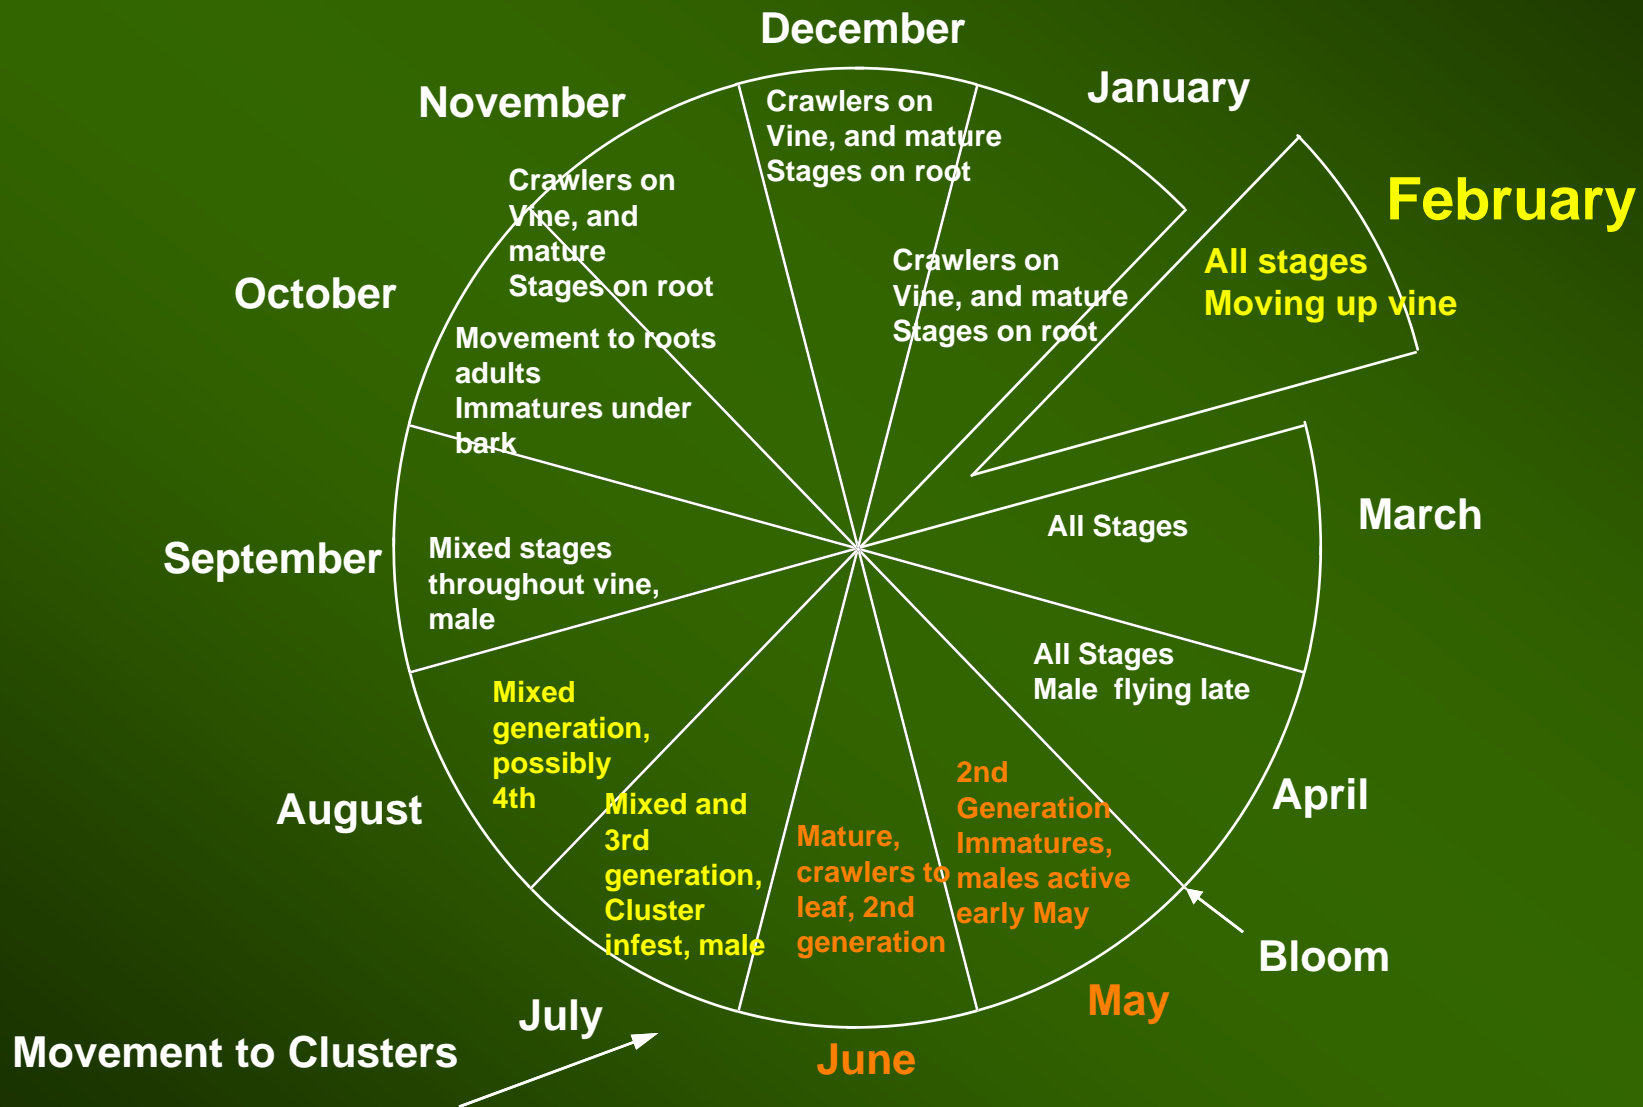 December
January
Crawlers on
Vine, and mature
Stages on root
Crawlers on
Vine, and mature
Stages on root
February
All stages
Moving up vine
March
All Stages
April
All Stages
Male  flying late
Bloom
May
2nd
Generation
Immatures,
males active
early May
June
Mature,
crawlers to
leaf, 2nd
generation
July
Mixed and
3rd
generation,
Cluster
infest, male
Movement to Clusters
August
Mixed
generation,
possibly
4th
September
Mixed stages
throughout vine,
male
October
Movement to roots
adults
Immatures under
bark
November
Crawlers on
Vine, and
mature
Stages on root